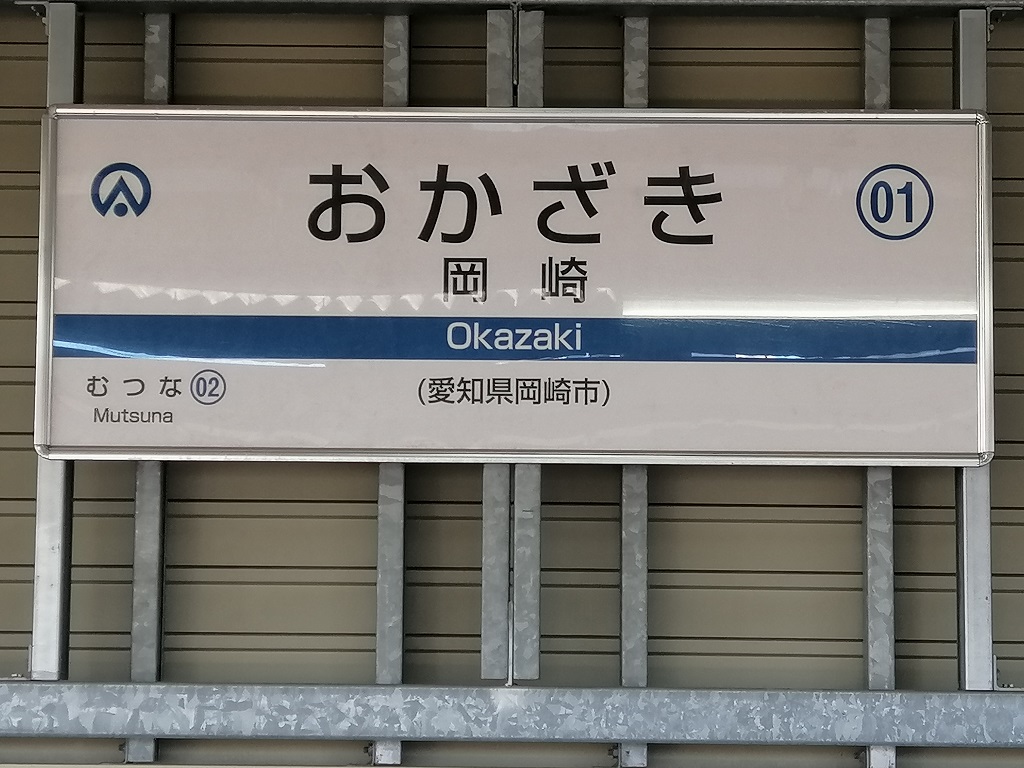 おかざき 01
岡崎
Okazaki
むつな 02
Mutsuna
(愛知県岡崎市)